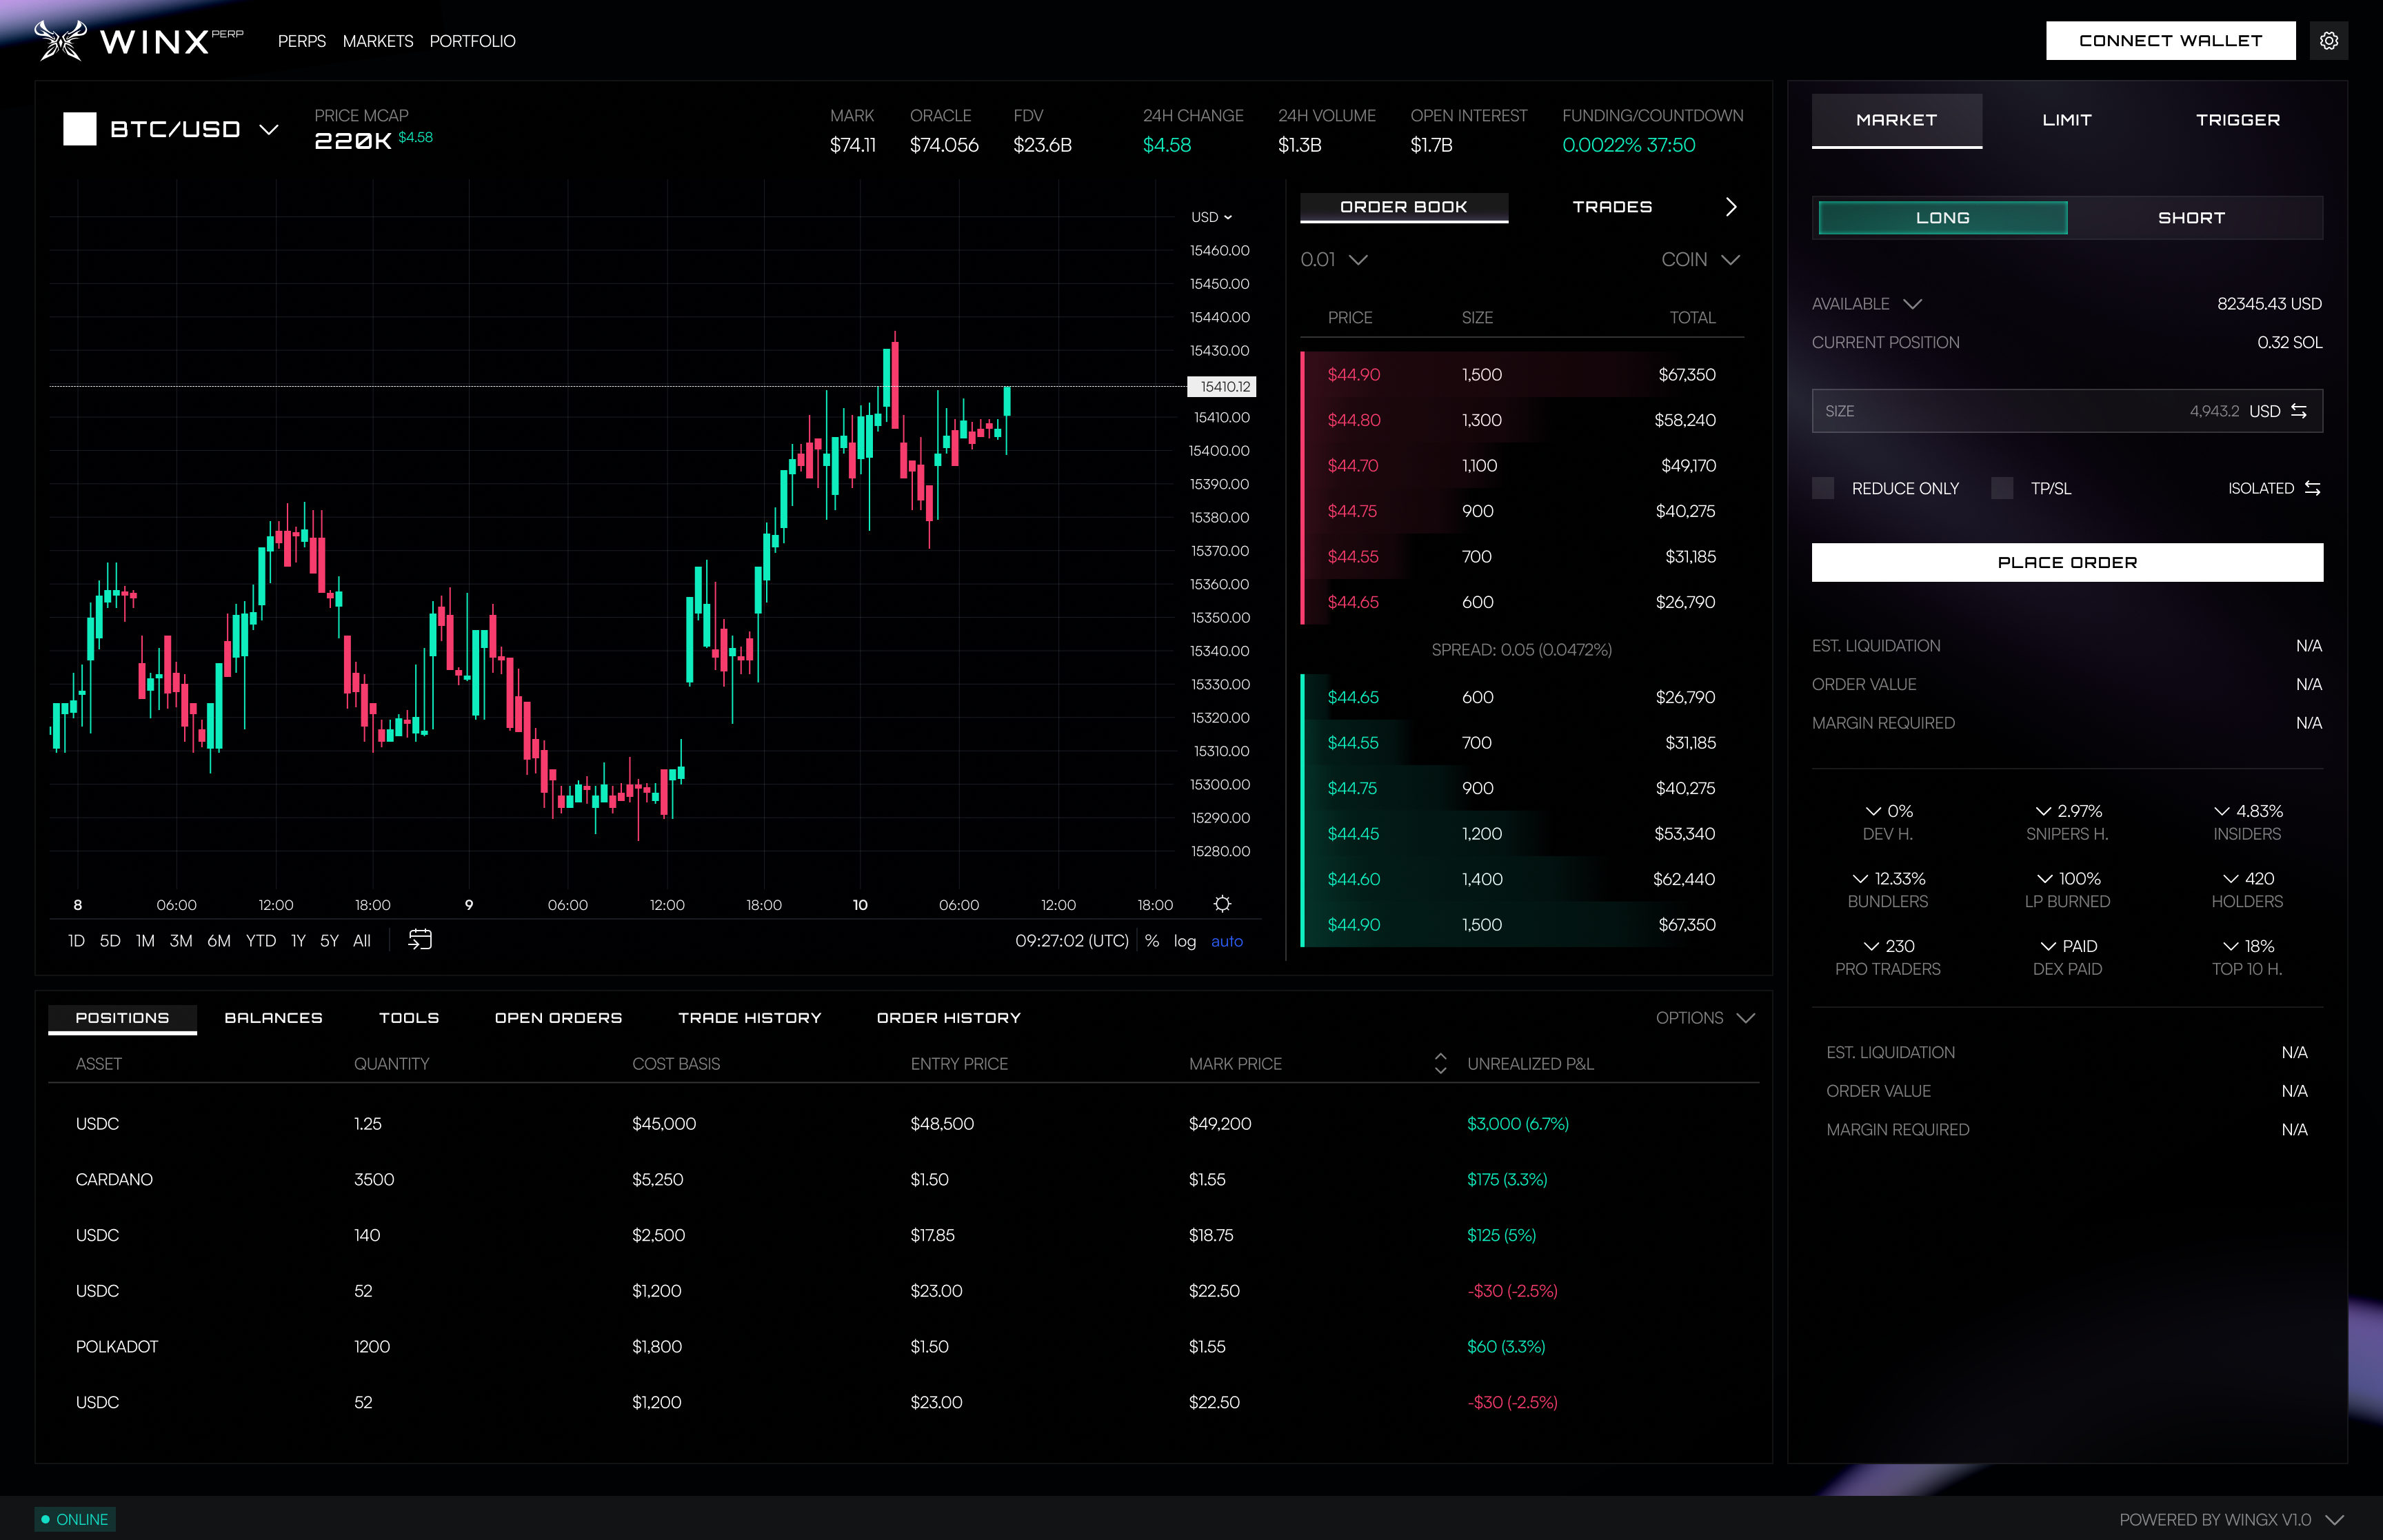 WINX PERP PERPS MARKETS PORTFOLIO CONNECT WALLET
BTC/USD
PRICE MCAP
220K $4.58
MARK ORACLE FDV 24H CHANGE 24H VOLUME OPEN INTEREST FUNDING/COUNTDOWN
$74.11 $74.056 $23.6B $4.58 $1.3B $1.7B 0.0022% 37:50
USD
15460.00
15450.00
15440.00
15430.00
15410.12
15410.00
15400.00
15390.00
15380.00
15370.00
15360.00
15350.00
15340.00
15330.00
15320.00
15310.00
15300.00
15290.00
15280.00
8 06:00 12:00 18:00 9 06:00 12:00 18:00 10 06:00 12:00 18:00
1D 5D 1M 3M 6M YTD 1Y 5Y All 09:27:02 (UTC) % log auto
ORDER BOOK TRADES
0.01 COIN
PRICE SIZE TOTAL
$44.90 1,500 $67,350
$44.80 1,300 $58,240
$44.70 1,100 $49,170
$44.75 900 $40,275
$44.55 700 $31,185
$44.65 600 $26,790
SPREAD: 0.05 (0.0472%)
$44.65 600 $26,790
$44.55 700 $31,185
$44.75 900 $40,275
$44.45 1,200 $53,340
$44.60 1,400 $62,440
$44.90 1,500 $67,350
MARKET LIMIT TRIGGER
LONG SHORT
AVAILABLE 82345.43 USD
CURRENT POSITION 0.32 SOL
SIZE 4,943.2 USD
REDUCE ONLY TP/SL ISOLATED
PLACE ORDER
EST. LIQUIDATION N/A
ORDER VALUE N/A
MARGIN REQUIRED N/A
0% 2.97% 4.83%
DEV H. SNIPERS H. INSIDERS
12.33% 100% 420
BUNDLERS LP BURNED HOLDERS
230 PAID 18%
PRO TRADERS DEX PAID TOP 10 H.
EST. LIQUIDATION N/A
ORDER VALUE N/A
MARGIN REQUIRED N/A
POSITIONS BALANCES TOOLS OPEN ORDERS TRADE HISTORY ORDER HISTORY OPTIONS
ASSET QUANTITY COST BASIS ENTRY PRICE MARK PRICE UNREALIZED P&L
USDC 1.25 $45,000 $48,500 $49,200 $3,000 (6.7%)
CARDANO 3500 $5,250 $1.50 $1.55 $175 (3.3%)
USDC 140 $2,500 $17.85 $18.75 $125 (5%)
USDC 52 $1,200 $23.00 $22.50 -$30 (-2.5%)
POLKADOT 1200 $1,800 $1.50 $1.55 $60 (3.3%)
USDC 52 $1,200 $23.00 $22.50 -$30 (-2.5%)
ONLINE POWERED BY WINGX V1.0